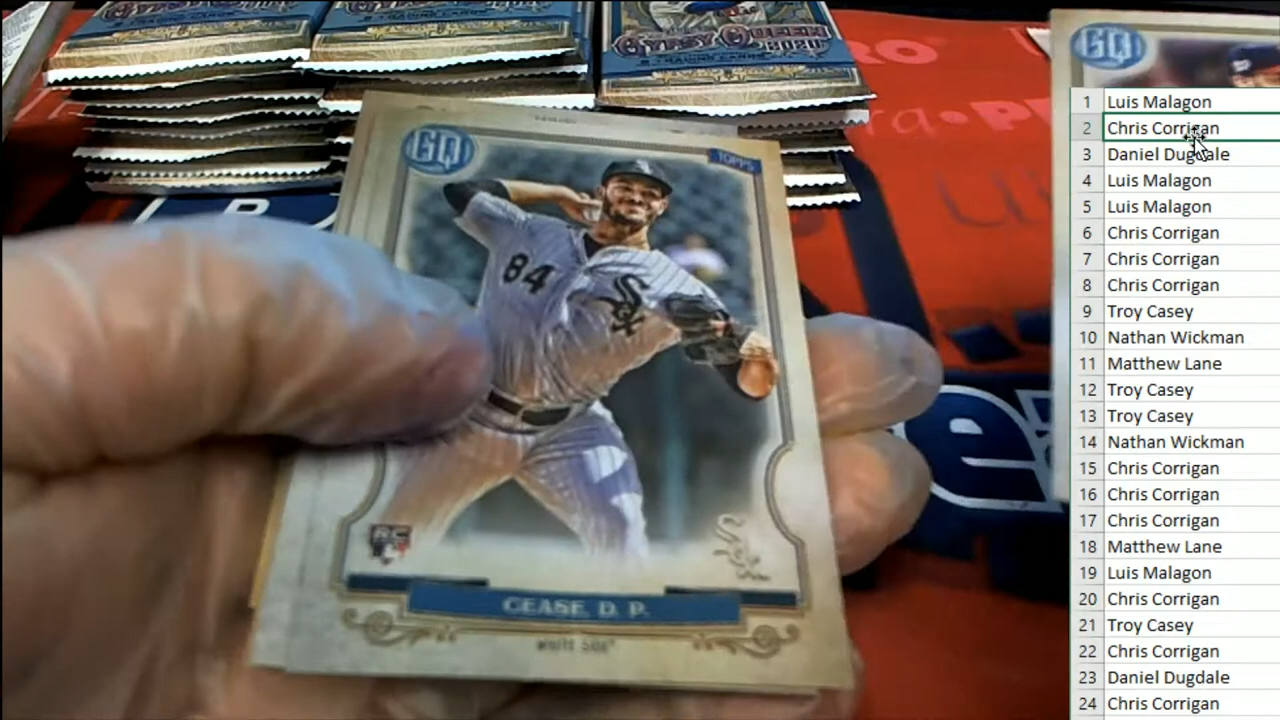 GYPSY QUEEN
2020
GQ
TOPPS
84
Sox
RC
Sox
CEASE, D. P.
WHITE SOX
GQ
1 Luis Malagon
2 Chris Corrigan
3 Daniel Dugdale
4 Luis Malagon
5 Luis Malagon
6 Chris Corrigan
7 Chris Corrigan
8 Chris Corrigan
9 Troy Casey
10 Nathan Wickman
11 Matthew Lane
12 Troy Casey
13 Troy Casey
14 Nathan Wickman
15 Chris Corrigan
16 Chris Corrigan
17 Chris Corrigan
18 Matthew Lane
19 Luis Malagon
20 Chris Corrigan
21 Troy Casey
22 Chris Corrigan
23 Daniel Dugdale
24 Chris Corrigan